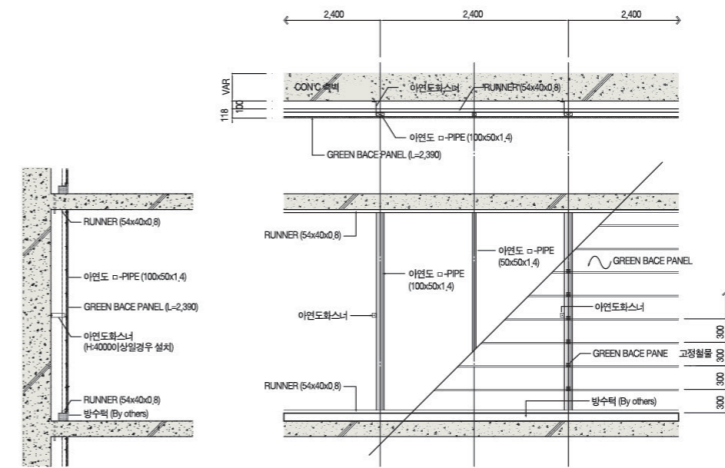 2,400
2,400
2,400
VAR
100
118
CON'C 옥벽
아연도화스너
RUNNER (54x40x0,8)
아연도 ㅁ-PIPE (100x50x1,4)
GREEN BACE PANEL (L=2,390)
RUNNER (54x40x0,8)
아연도 ㅁ-PIPE (100x50x1,4)
GREEN BACE PANEL (L=2,390)
아연도화스너
(H:40000이상일경우 설치)
RUNNER (54x40x0,8)
방수턱 (By others)
RUNNER (54x40x0,8)
아연도 ㅁ-PIPE
(100x50x1,4)
아연도 ㅁ-PIPE
(50x50x1,4)
GREEN BACE PANEL
아연도화스너
아연도화스너
GREEN BACE PANE
고정철물
RUNNER (54x40x0,8)
방수턱 (By others)
300
300
300
300